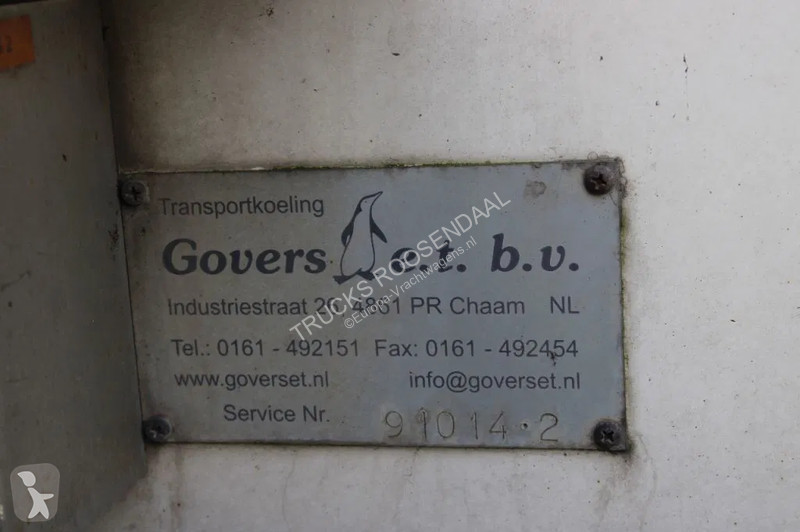 Transportkoeling
Govers e.t. b.v.
Industriestraat 26 4861 PR Chaam NL
Tel.: 0161 - 492151 Fax: 0161 - 492454
www.goverset.nl info@goverset.nl
Service Nr. 91014.2
TRUCKS ROOSENDAAL
©Europa-Vrachtwagens.nl